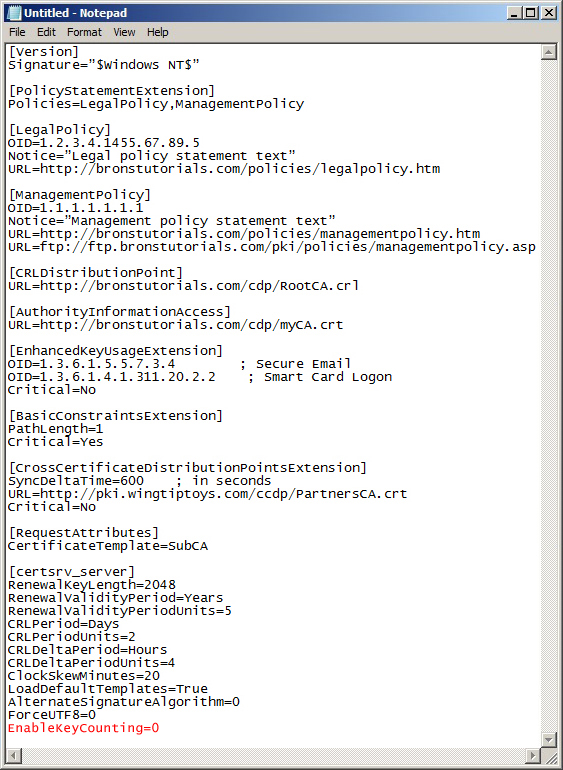 Untitled - Notepad
File Edit Format View Help
[Version]
Signature="$Windows NT$"
[PolicyStatementExtension]
Policies=LegalPolicy,ManagementPolicy
[LegalPolicy]
OID=1.2.3.4.1455.67.89.5
Notice="Legal policy statement text"
URL=http://bronstutorials.com/policies/legalpolicy.htm
[ManagementPolicy]
OID=1.1.1.1.1.1.1
Notice="Management policy statement text"
URL=http://bronstutorials.com/policies/managementpolicy.htm
URL=ftp://ftp.bronstutorials.com/pki/policies/managementpolicy.asp
[CRLDistributionPoint]
URL=http://bronstutorials.com/cdp/RootCA.crl
[AuthorityInformationAccess]
URL=http://bronstutorials.com/cdp/myCA.crt
[EnhancedKeyUsageExtension]
OID=1.3.6.1.5.5.7.3.4 ; Secure Email
OID=1.3.6.1.4.1.311.20.2.2 ; Smart Card Logon
Critical=No
[BasicConstraintsExtension]
PathLength=1
Critical=Yes
[CrossCertificateDistributionPointsExtension]
SyncDeltaTime=600 ; in seconds
URL=http://pki.wingtiptoys.com/ccdp/PartnersCA.crt
Critical=No
[RequestAttributes]
CertificateTemplate=SubCA
[certsrv_server]
RenewalKeyLength=2048
RenewalValidityPeriod=Years
RenewalValidityPeriodUnits=5
CRLPeriod=Days
CRLPeriodUnits=2
CRLDeltaPeriod=Hours
CRLDeltaPeriodUnits=4
ClockSkewMinutes=20
LoadDefaultTemplates=True
AlternateSignatureAlgorithm=0
ForceUTF8=0
EnableKeyCounting=0